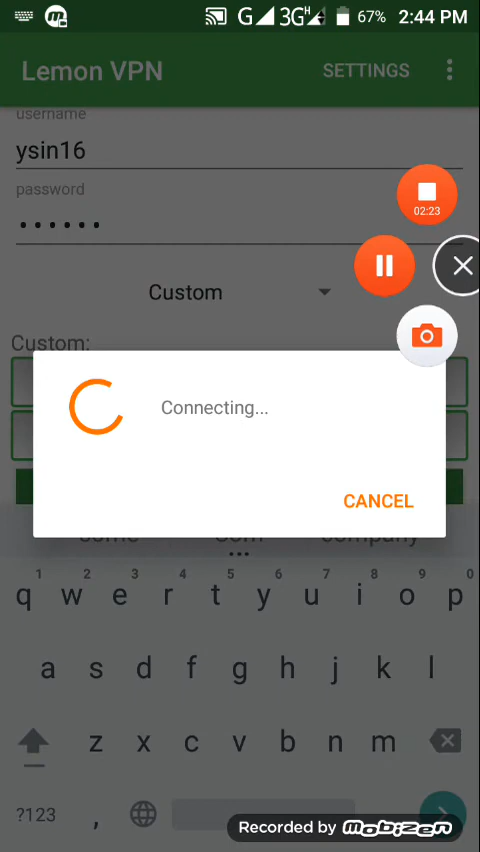 G 3G H 67% 2:44 PM
Lemon VPN SETTINGS
username
ysin16
password
02:23
Custom
Custom:
Connecting...
CANCEL
some com company
1 2 3 4 5 6 7 8 9 0
q w e r t y u i o p
a s d f g h j k l
z x c v b n m
?123 ,
Recorded by mobizen